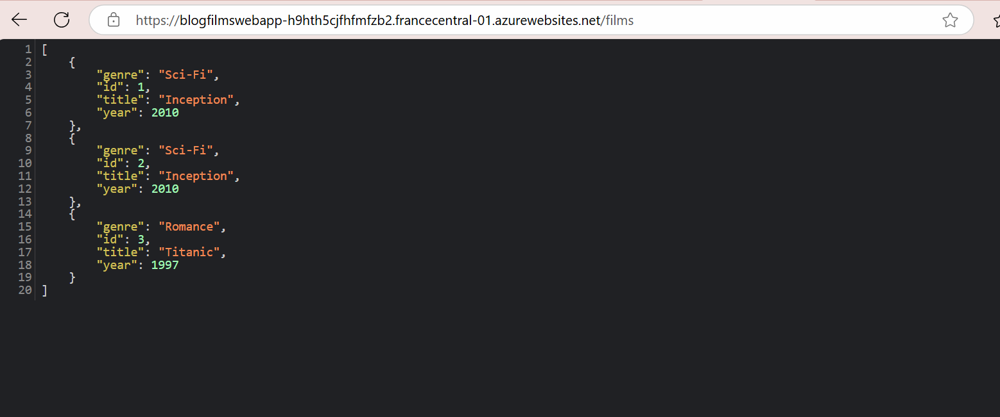 https://blogfilmswebapp-h9hth5cjfhfmfzb2.francecentral-01.azurewebsites.net/films
1 [
2 {
3 "genre": "Sci-Fi",
4 "id": 1,
5 "title": "Inception",
6 "year": 2010
7 },
8 {
9 "genre": "Sci-Fi",
10 "id": 2,
11 "title": "Inception",
12 "year": 2010
13 },
14 {
15 "genre": "Romance",
16 "id": 3,
17 "title": "Titanic",
18 "year": 1997
19 }
20 ]